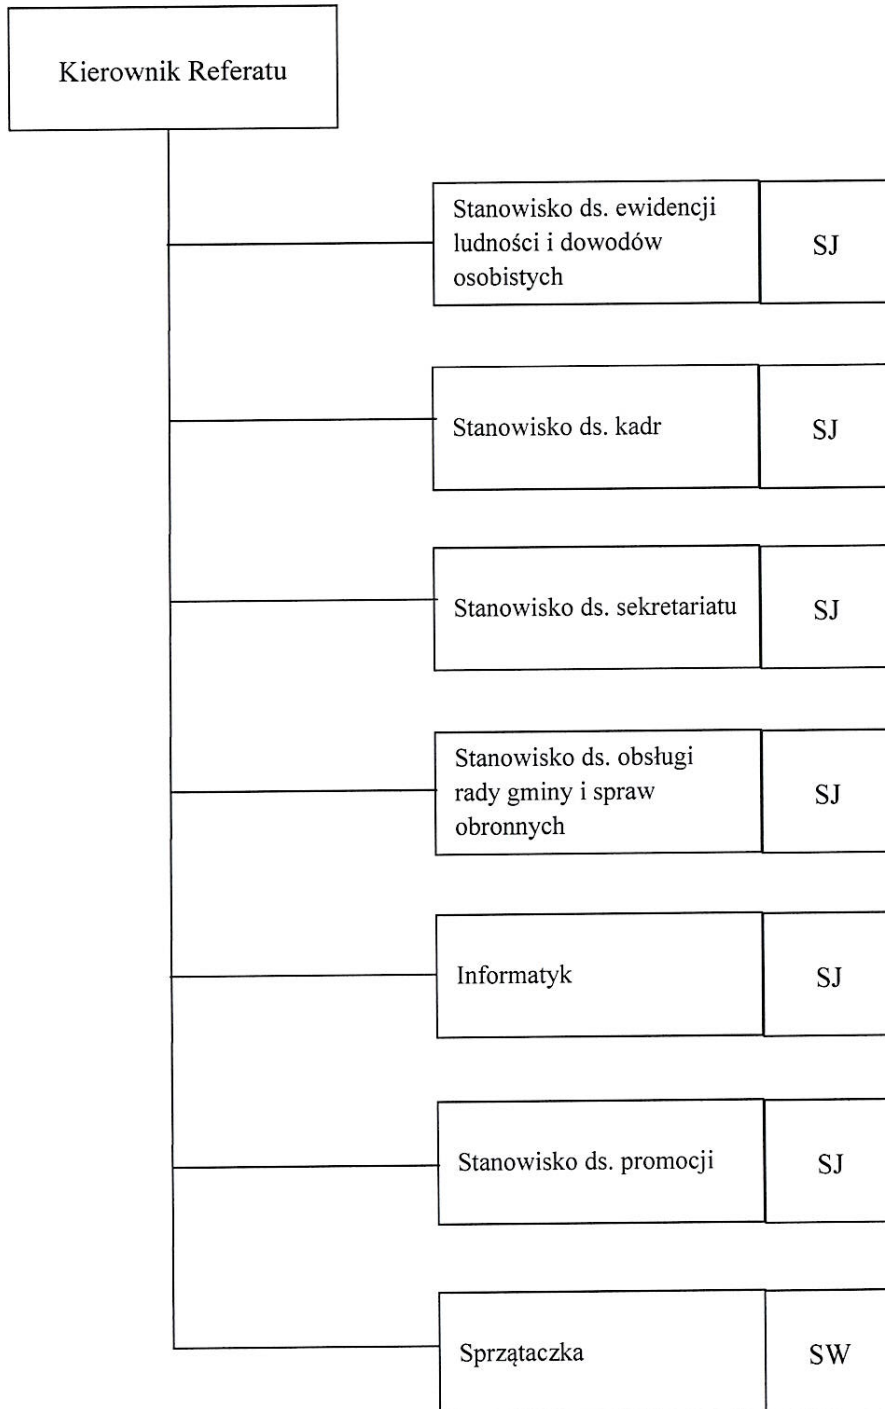 Kierownik Referatu
Stanowisko ds. ewidencji
ludności i dowodów
osobistych
SJ
Stanowisko ds. kadr
SJ
Stanowisko ds. sekretariatu
SJ
Stanowisko ds. obsługi
rady gminy i spraw
obronnych
SJ
Informatyk
SJ
Stanowisko ds. promocji
SJ
Sprzątaczka
SW